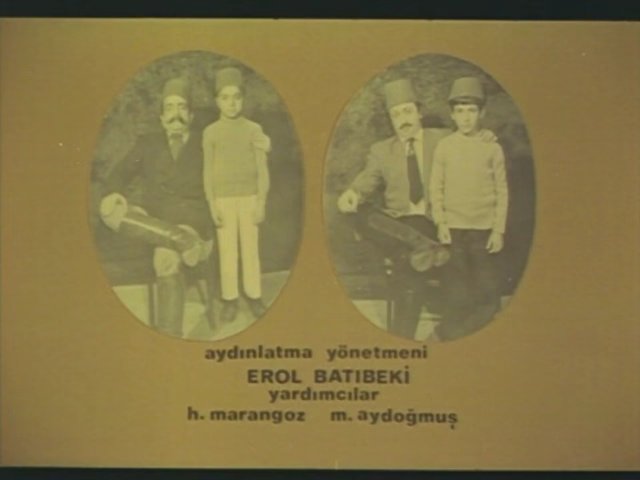 aydınlatma yönetmeni
EROL BATIBEKİ
yardımcılar
h. marangoz m. aydoğmuş